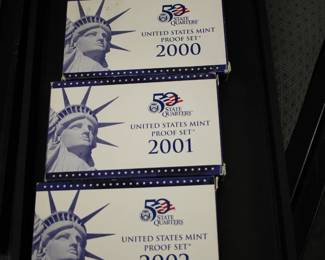 50
STATE
QUARTERS
UNITED STATES MINT
PROOF SET
2000
50
STATE
QUARTERS
UNITED STATES MINT
PROOF SET
2001
50
STATE
QUARTERS
UNITED STATES MINT
PROOF SET